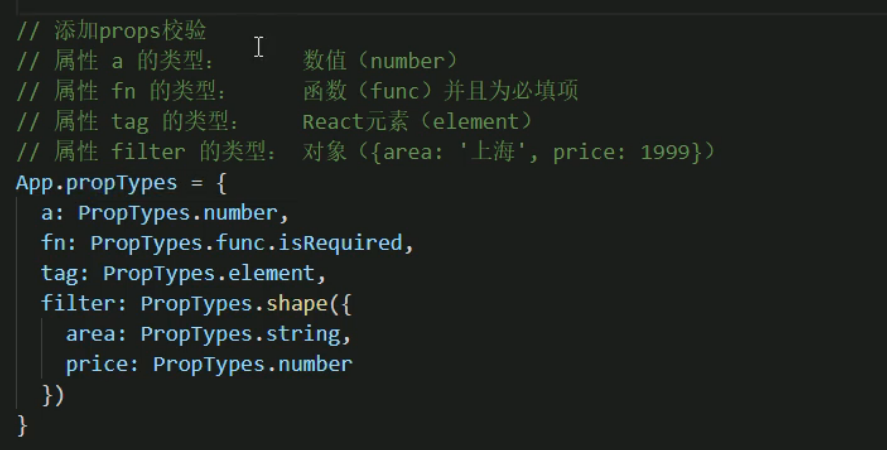 // 添加props校验
// 属性 a 的类型：      数值（number）
// 属性 fn 的类型：     函数（func）并且为必填项
// 属性 tag 的类型：    React元素（element）
// 属性 filter 的类型： 对象（{area: '上海', price: 1999}）
App.propTypes = {
  a: PropTypes.number,
  fn: PropTypes.func.isRequired,
  tag: PropTypes.element,
  filter: PropTypes.shape({
    area: PropTypes.string,
    price: PropTypes.number
  })
}